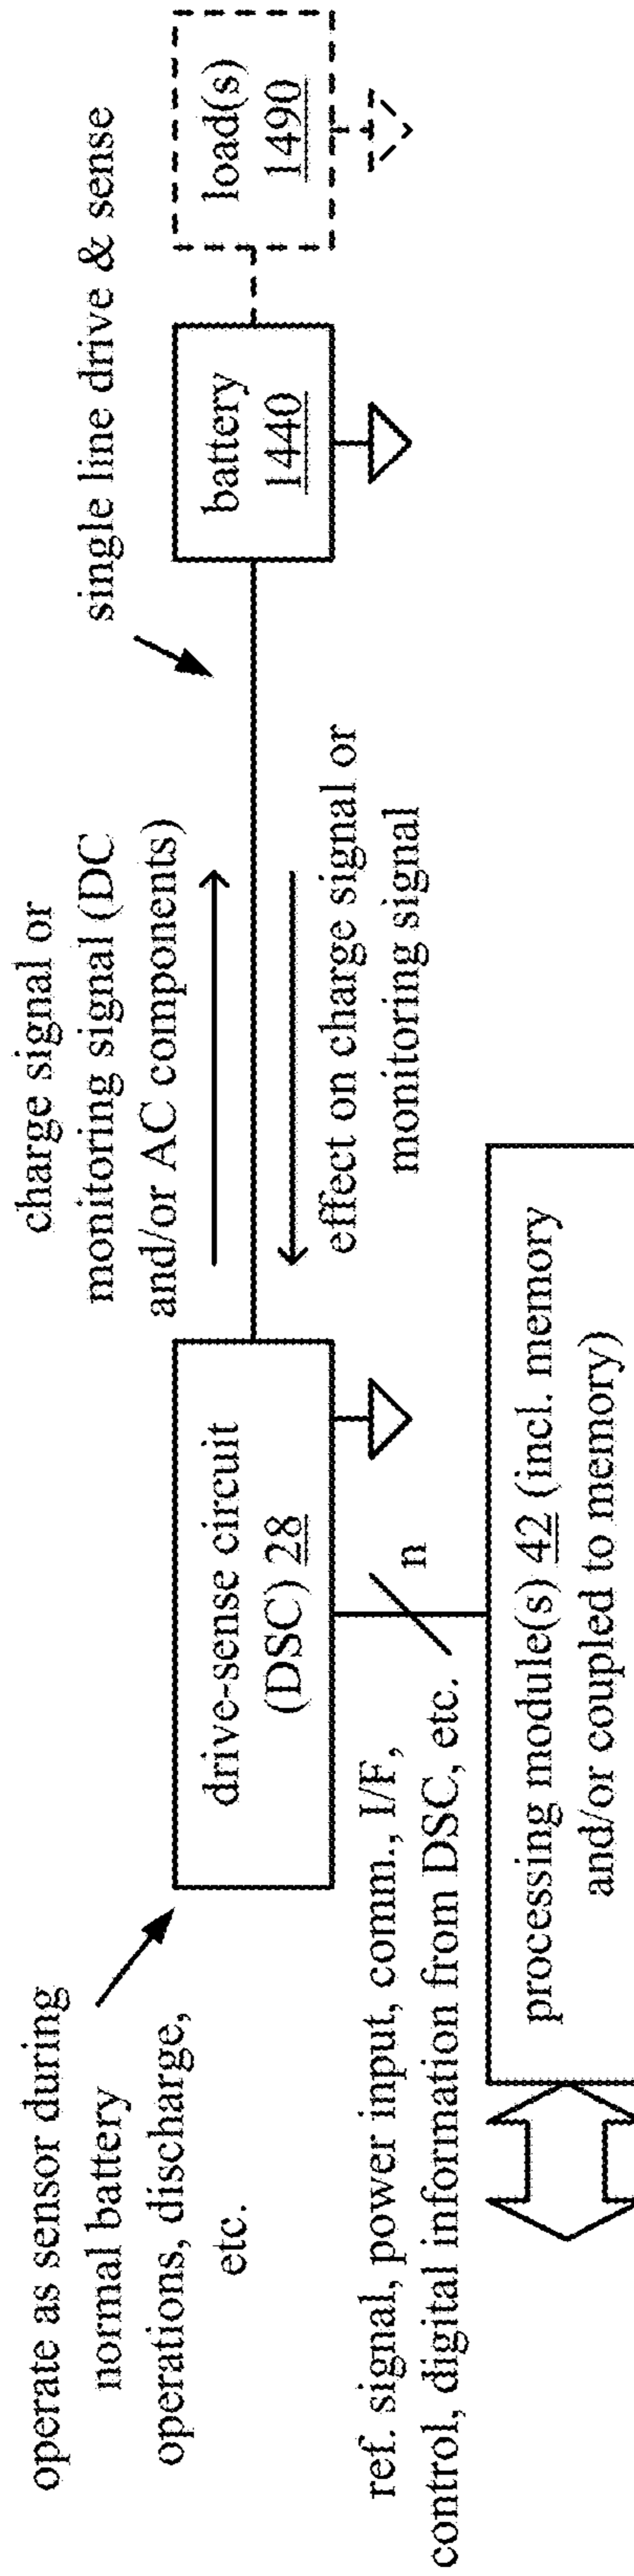 operate as sensor during
normal battery
operations, discharge,
etc.
charge signal or
monitoring signal (DC
and/or AC components)
single line drive & sense
drive-sense circuit
(DSC) 28
battery
1440
load(s)
1490
effect on charge signal or
monitoring signal
ref. signal, power input, comm., I/F,
control, digital information from DSC, etc.
n
processing module(s) 42 (incl. memory
and/or coupled to memory)